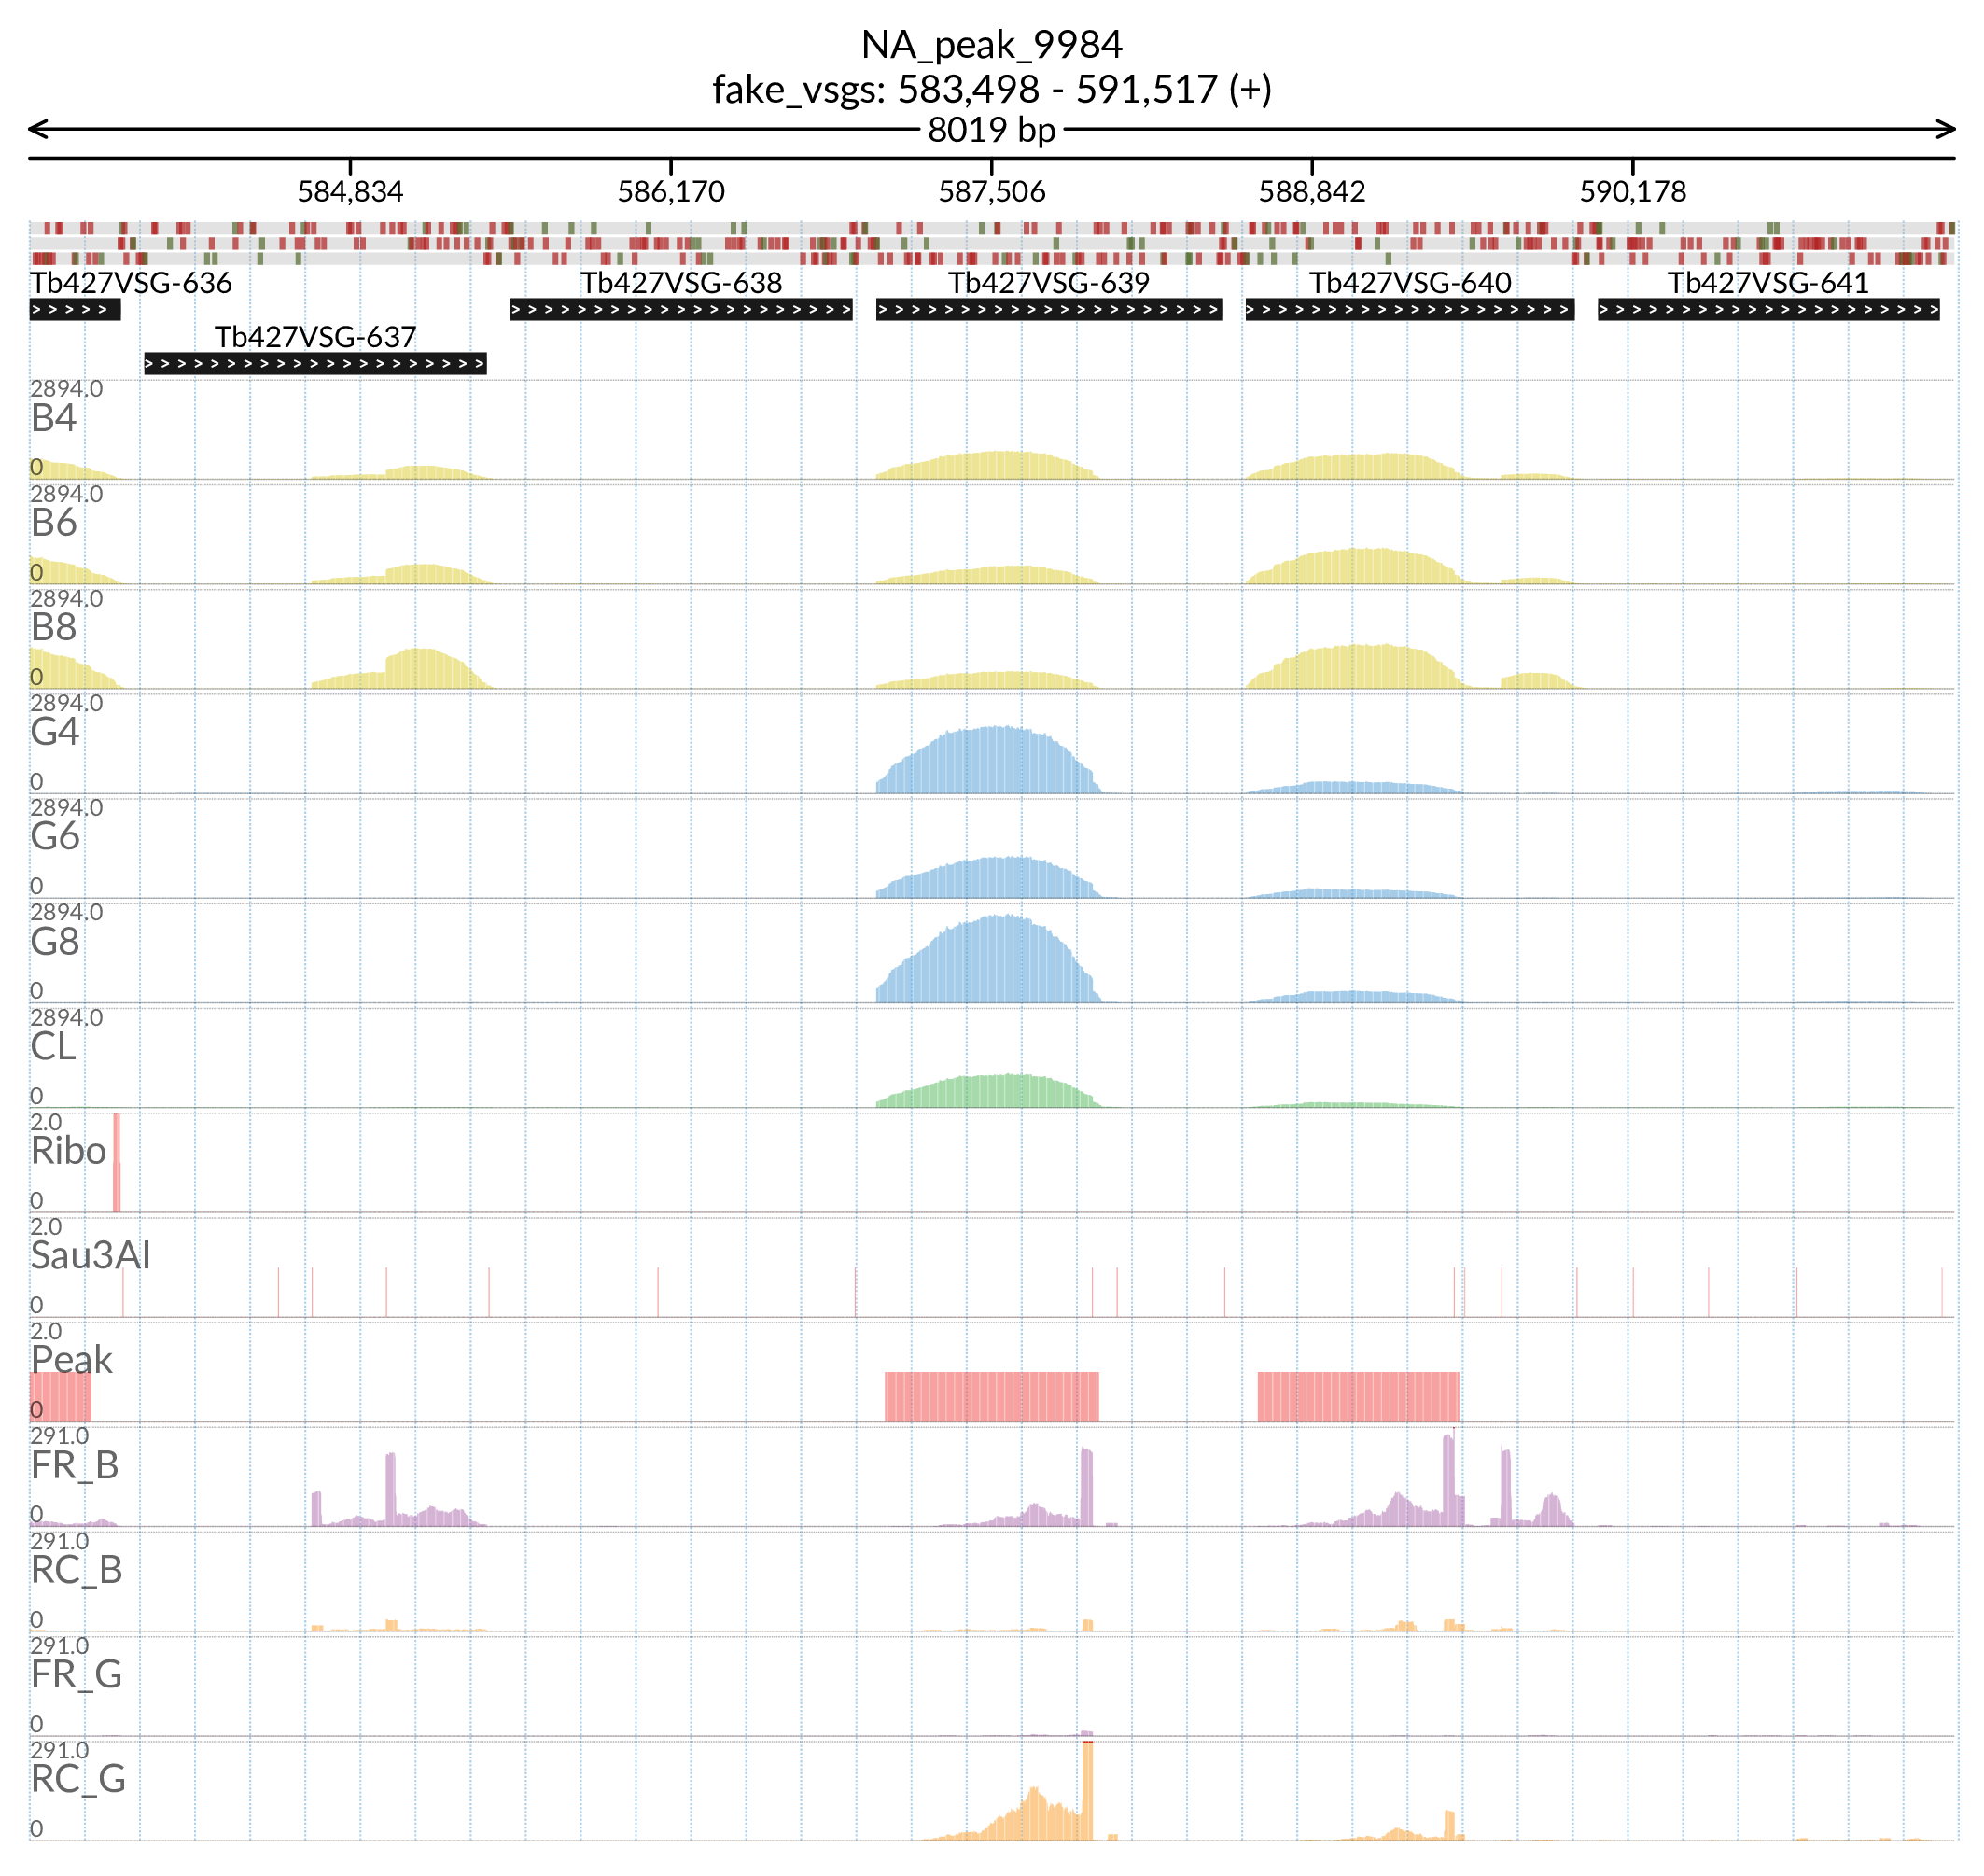 NA_peak_9984
fake_vsgs: 583,498 - 591,517 (+)
8019 bp
584,834 586,170 587,506 588,842 590,178
Tb427VSG-636 Tb427VSG-638 Tb427VSG-639 Tb427VSG-640 Tb427VSG-641
Tb427VSG-637
2894.0
B4
0
2894.0
B6
0
2894.0
B8
0
2894.0
G4
0
2894.0
G6
0
2894.0
G8
0
2894.0
CL
0
2.0
Ribo
0
2.0
Sau3AI
0
2.0
Peak
0
291.0
FR_B
0
291.0
RC_B
0
291.0
FR_G
0
291.0
RC_G
0